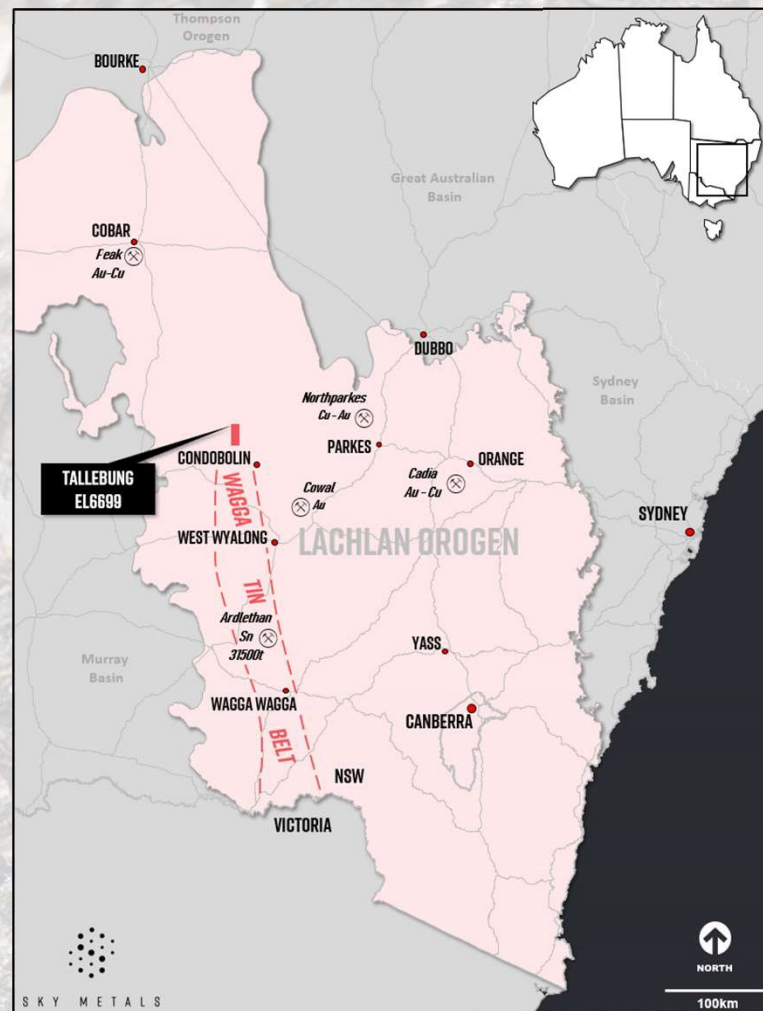 Thompson
Orogen
BOURKE
Great Australian
Basin
COBAR
Peak
Au-Cu
DUBBO
Sydney
Basin
Northparkes
Cu - Au
PARKES
ORANGE
TALLEBUNG
EL6699
CONDOBOLIN
Cadia
Au - Cu
Cowal
Au
SYDNEY
WAGGA
WEST WYALONG
LACHLAN OROGEN
TIN
Ardlethan
Sn
31500t
YASS
Murray
Basin
WAGGA WAGGA
CANBERRA
BELT
NSW
VICTORIA
SKY METALS
NORTH
100km